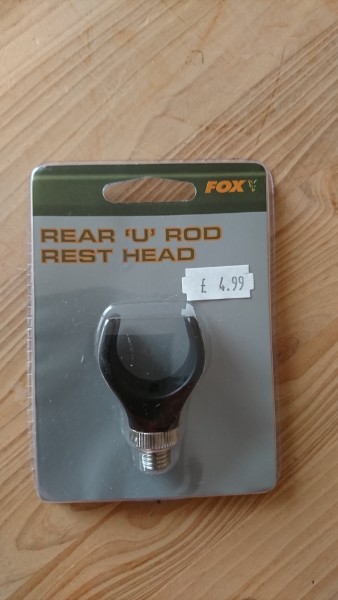 FOX
REAR 'U' ROD
REST HEAD
£ 4.99